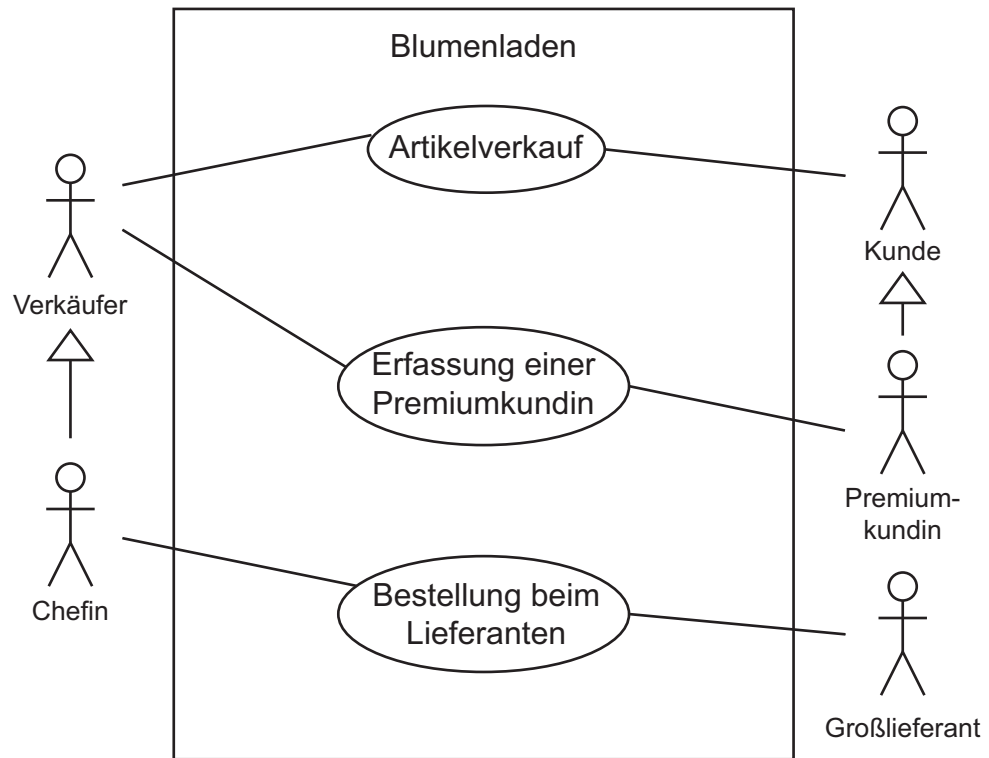 Blumenladen
Artikelverkauf
Kunde
Verkäufer
Erfassung einer
Premiumkundin
Premium-
kundin
Chefin
Bestellung beim
Lieferanten
Großlieferant